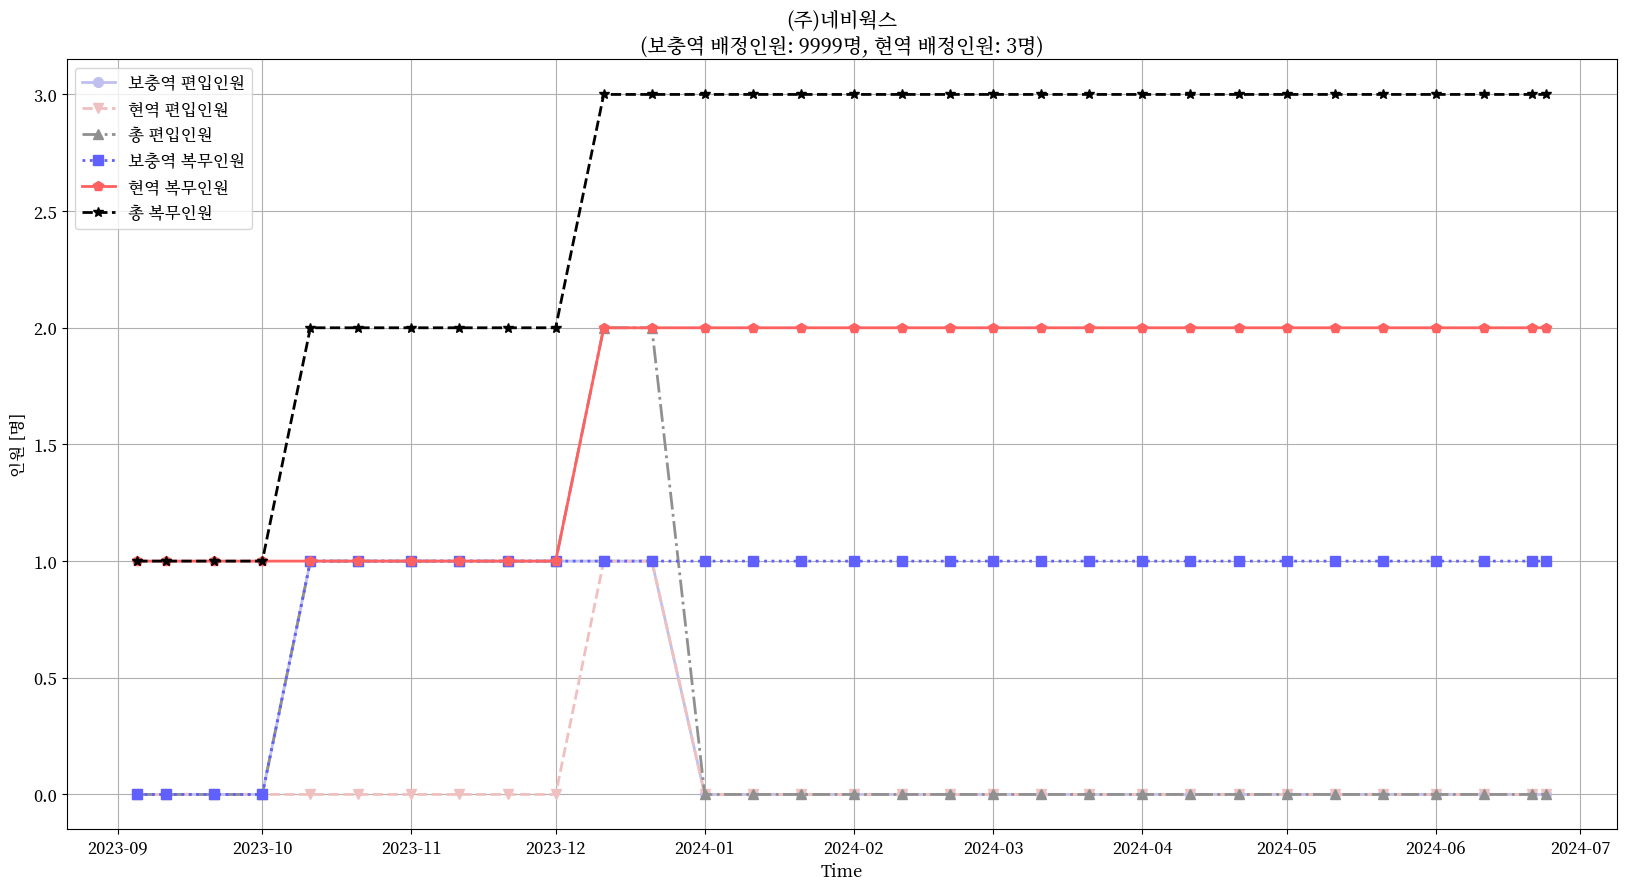 (주)네비웍스
(보충역 배정인원: 9999명, 현역 배정인원: 3명)
보충역 편입인원
현역 편입인원
총 편입인원
보충역 복무인원
현역 복무인원
총 복무인원
인원 [명]
3.0
2.5
2.0
1.5
1.0
0.5
0.0
2023-09 2023-10 2023-11 2023-12 2024-01 2024-02 2024-03 2024-04 2024-05 2024-06 2024-07
Time